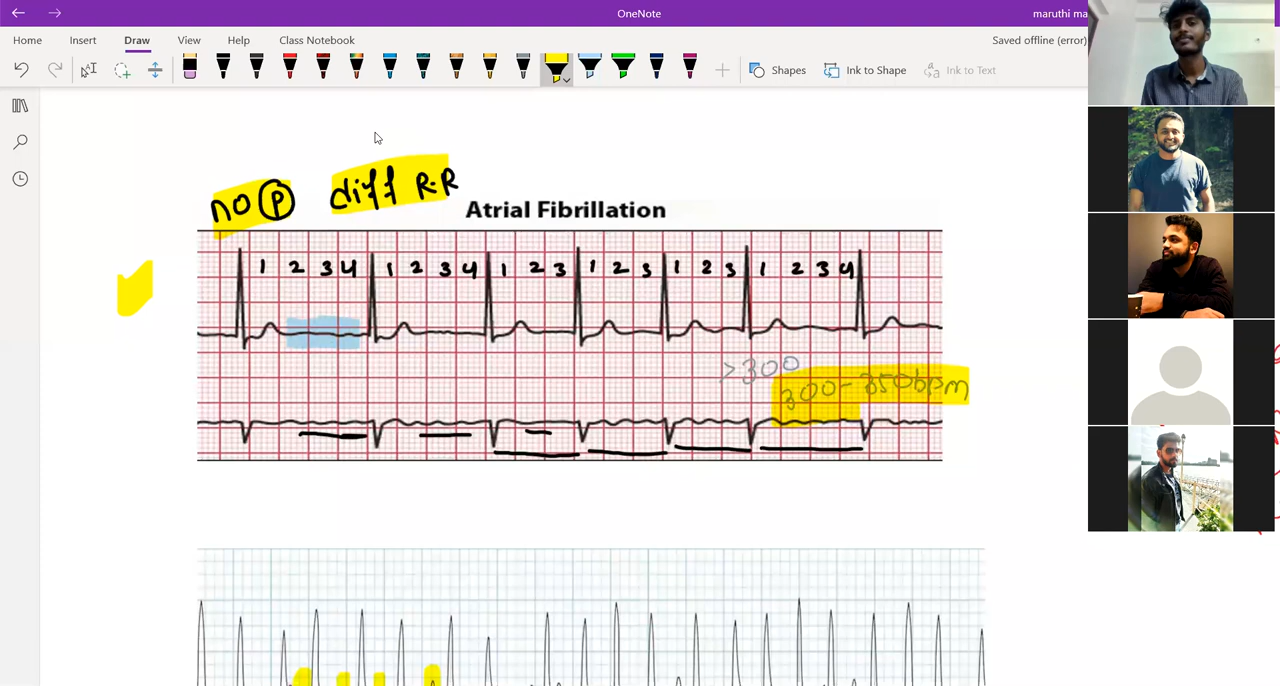 OneNote
maruthi ma
Home Insert Draw View Help Class Notebook
Saved offline (error)
Shapes Ink to Shape Ink to Text
no P diff R-R
Atrial Fibrillation
1 2 3 4 1 2 3 4 1 2 3 1 2 3 1 2 3 1 2 3 4
>300
300-350bpm